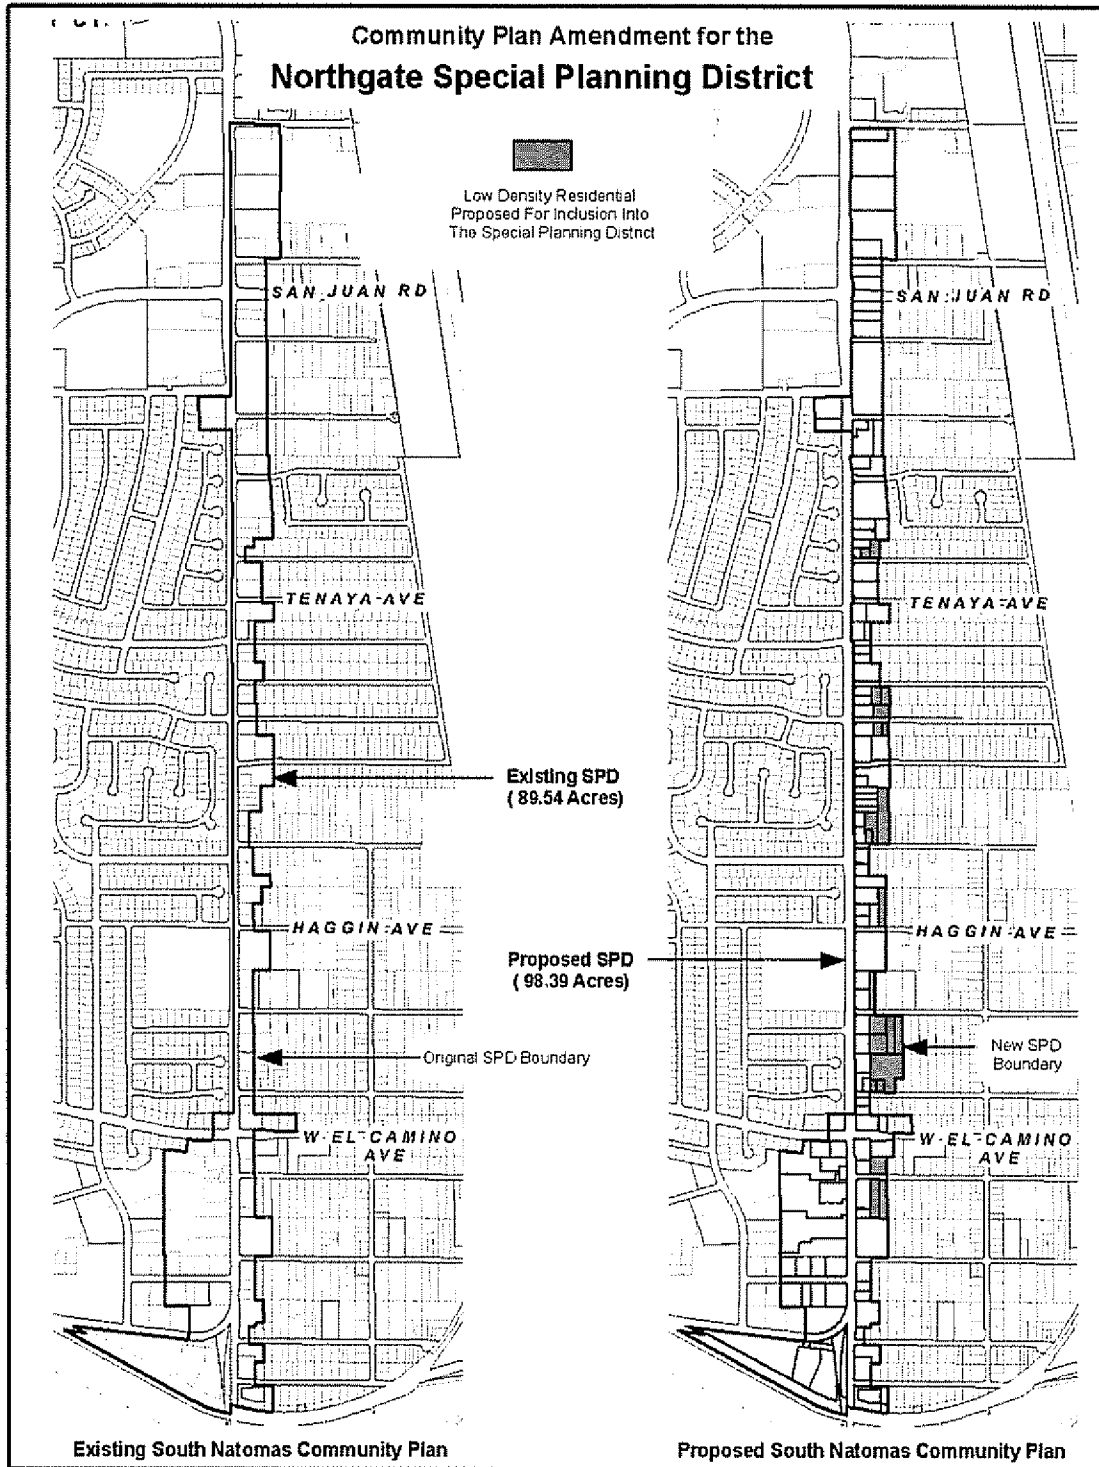 Community Plan Amendment for the
Northgate Special Planning District
Low Density Residential
Proposed For Inclusion Into
The Special Planning District
SAN JUAN RD
TENAYA AVE
Existing SPD
( 89.54 Acres)
HAGGIN AVE
Original SPD Boundary
W EL CAMINO
AVE
Existing South Natomas Community Plan
SAN JUAN RD
TENAYA AVE
HAGGIN AVE
Proposed SPD
( 98.39 Acres)
New SPD
Boundary
W EL CAMINO
AVE
Proposed South Natomas Community Plan